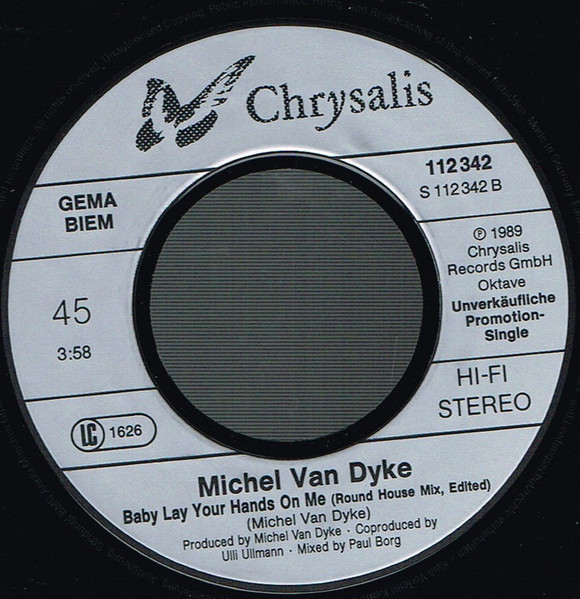 Chrysalis
GEMA
BIEM
45
3:58
LC 1626
112 342
S 112 342 B
℗ 1989
Chrysalis
Records GmbH
Oktave
Unverkäufliche
Promotion-
Single
HI-FI
STEREO
Michel Van Dyke
Baby Lay Your Hands On Me (Round House Mix, Edited)
(Michel Van Dyke)
Produced by Michel Van Dyke · Coproduced by
Ulli Ullmann · Mixed by Paul Borg